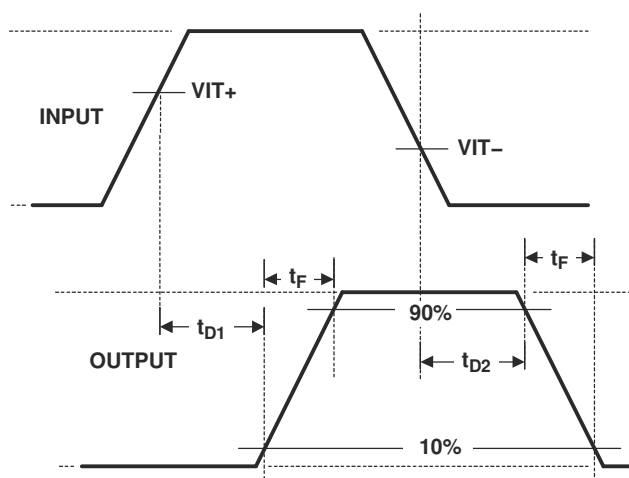 VIT+
INPUT
VIT–
tF
tF
90%
tD1
OUTPUT
tD2
10%